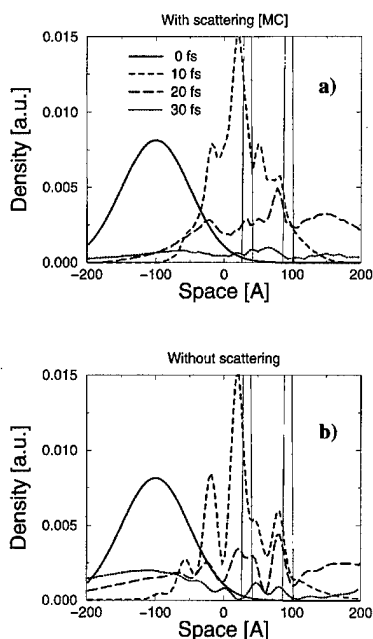 With scattering [MC]
0.015
0 fs
10 fs
20 fs
30 fs
a)
0.010
0.005
0.000
Density [a.u.]
-200 -100 0 100 200
Space [A]
Without scattering
0.015
b)
0.010
0.005
0.000
Density [a.u.]
-200 -100 0 100 200
Space [A]